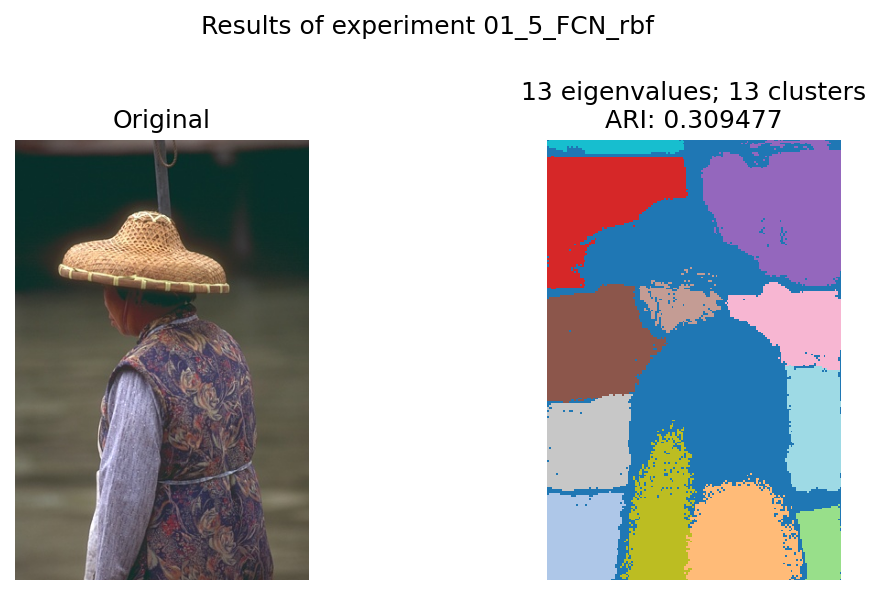 Results of experiment 01_5_FCN_rbf
Original
13 eigenvalues; 13 clusters
ARI: 0.309477